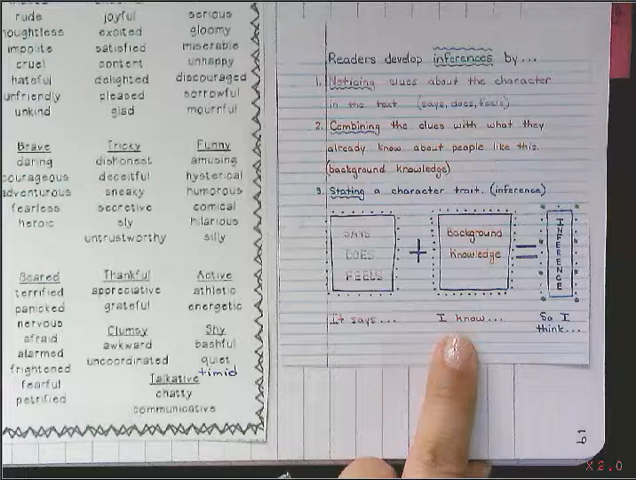 rude joyful serious
houghtless excited gloomy
impolite satisfied miserable
cruel content unhappy
hateful delighted discouraged
unfriendly pleased sorrowful
unkind glad mournful
Brave Tricky Funny
daring dishonest amusing
courageous deceitful hysterical
adventurous sneaky humorous
fearless secretive comical
heroic sly hilarious
untrustworthy silly
Scared Thankful Active
terrified appreciative athletic
panicked grateful energetic
nervous
afraid Clumsy Shy
alarmed awkward bashful
frightened uncoordinated quiet
timid
fearful Talkative
petrified chatty
communicative
Readers develop inferences by...
1. Noticing clues about the character
in the text (says, does, feels)
2. Combining the clues with what they
already know about people like this.
(background knowledge)
3. Stating a character trait. (inference)
SAYS
DOES
FEELS
+
Background
Knowledge
=
INFERENCE
It says... I know... So I
think...
61
X2.0